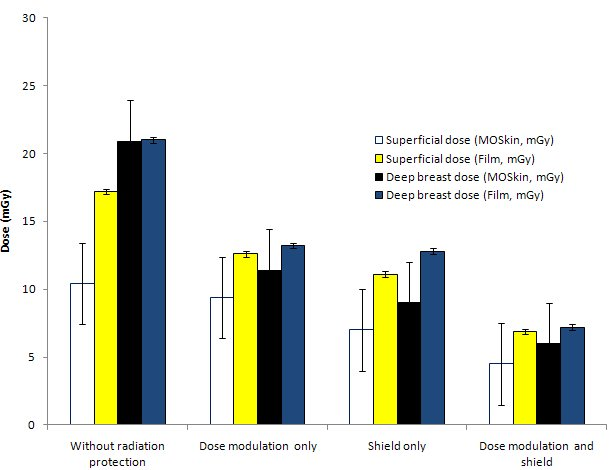 30
25
20
15
10
5
0
Dose (mGy)
Superficial dose (MOSkin, mGy)
Superficial dose (Film, mGy)
Deep breast dose (MOSkin, mGy)
Deep breast dose (Film, mGy)
Without radiation
protection
Dose modulation only
Shield only
Dose modulation and
shield